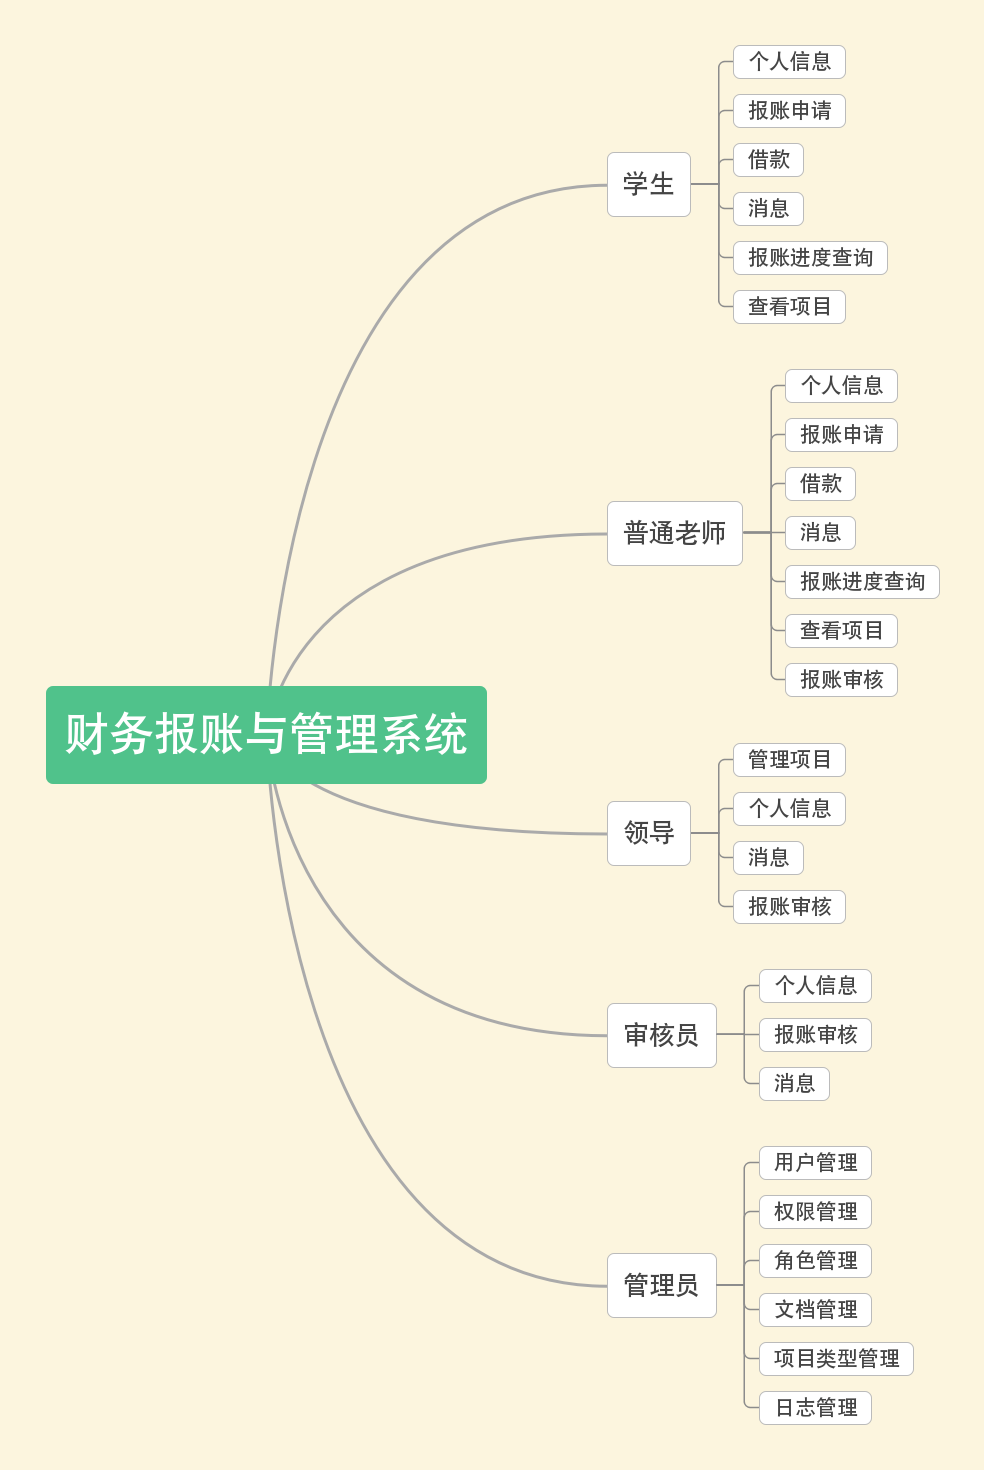 财务报账与管理系统
学生
个人信息
报账申请
借款
消息
报账进度查询
查看项目
普通老师
个人信息
报账申请
借款
消息
报账进度查询
查看项目
报账审核
领导
管理项目
个人信息
消息
报账审核
审核员
个人信息
报账审核
消息
管理员
用户管理
权限管理
角色管理
文档管理
项目类型管理
日志管理